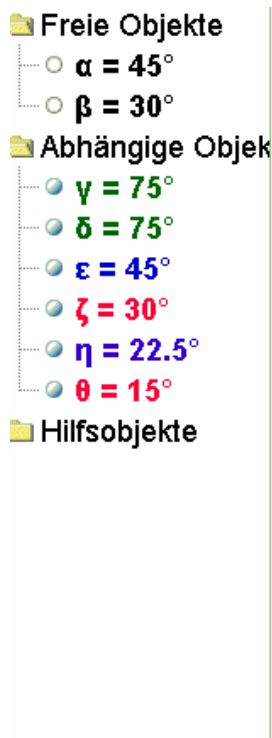 Freie Objekte
α = 45°
β = 30°
Abhängige Objek
γ = 75°
δ = 75°
ε = 45°
ζ = 30°
η = 22.5°
θ = 15°
Hilfsobjekte